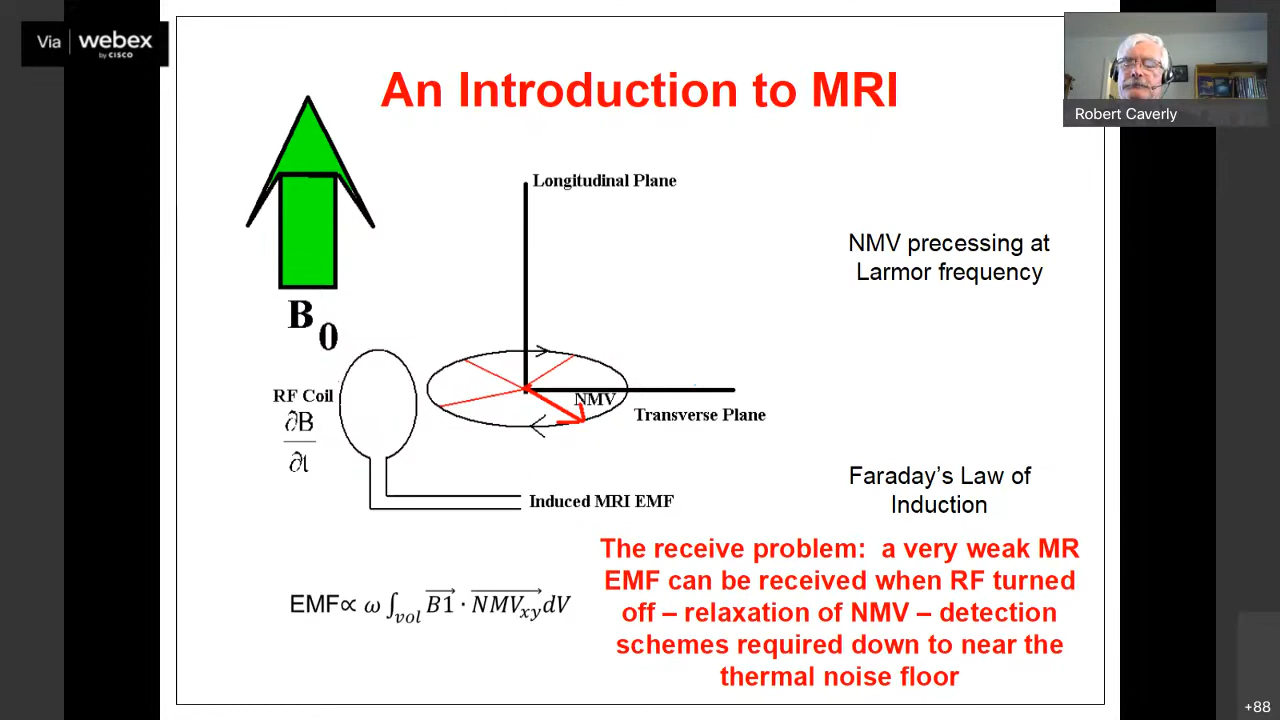 Via webex
by CISCO
Robert Caverly
An Introduction to MRI
Longitudinal Plane
NMV precessing at
Larmor frequency
B0
RF Coil
∂B
∂t
NMV
Transverse Plane
Induced MRI EMF
Faraday’s Law of
Induction
EMF∝ ω ∫vol B1 · NMVxy dV
The receive problem: a very weak MR
EMF can be received when RF turned
off – relaxation of NMV – detection
schemes required down to near the
thermal noise floor
+88